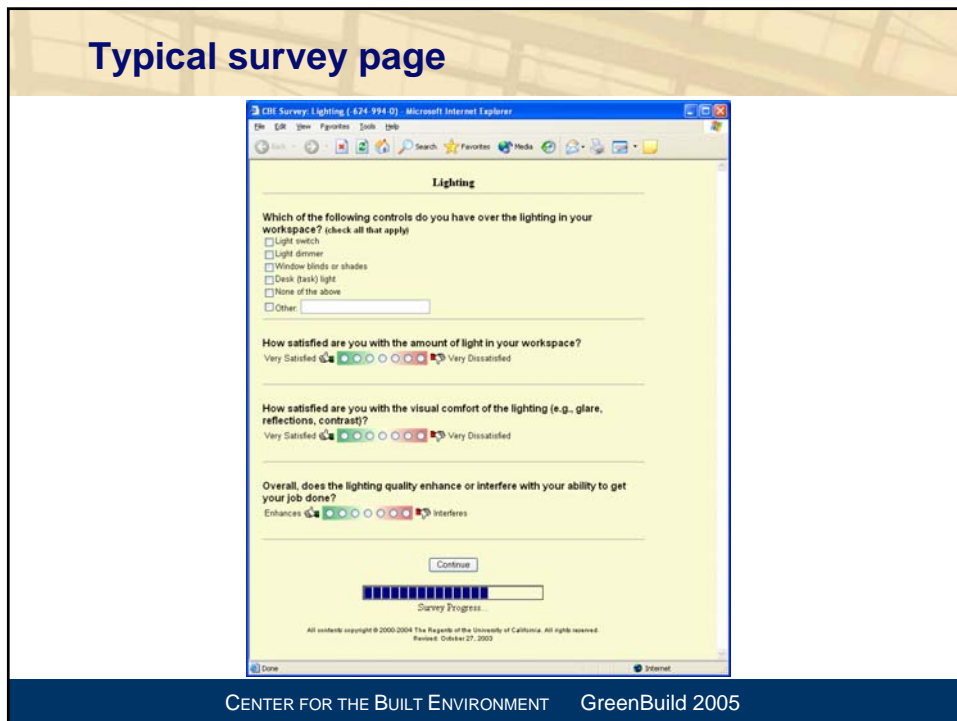 Typical survey page
CBE Survey: Lighting (-624-994-0) - Microsoft Internet Explorer
File Edit View Favorites Tools Help
Back Search Favorites Media
Lighting
Which of the following controls do you have over the lighting in your
workspace? (check all that apply)
Light switch
Light dimmer
Window blinds or shades
Desk (task) light
None of the above
Other:
How satisfied are you with the amount of light in your workspace?
Very Satisfied Very Dissatisfied
How satisfied are you with the visual comfort of the lighting (e.g., glare,
reflections, contrast)?
Very Satisfied Very Dissatisfied
Overall, does the lighting quality enhance or interfere with your ability to get
your job done?
Enhances Interferes
Continue
Survey Progress...
All contents copyright © 2000-2004 The Regents of the University of California. All rights reserved.
Revised: October 27, 2003
Done Internet
CENTER FOR THE BUILT ENVIRONMENT GreenBuild 2005